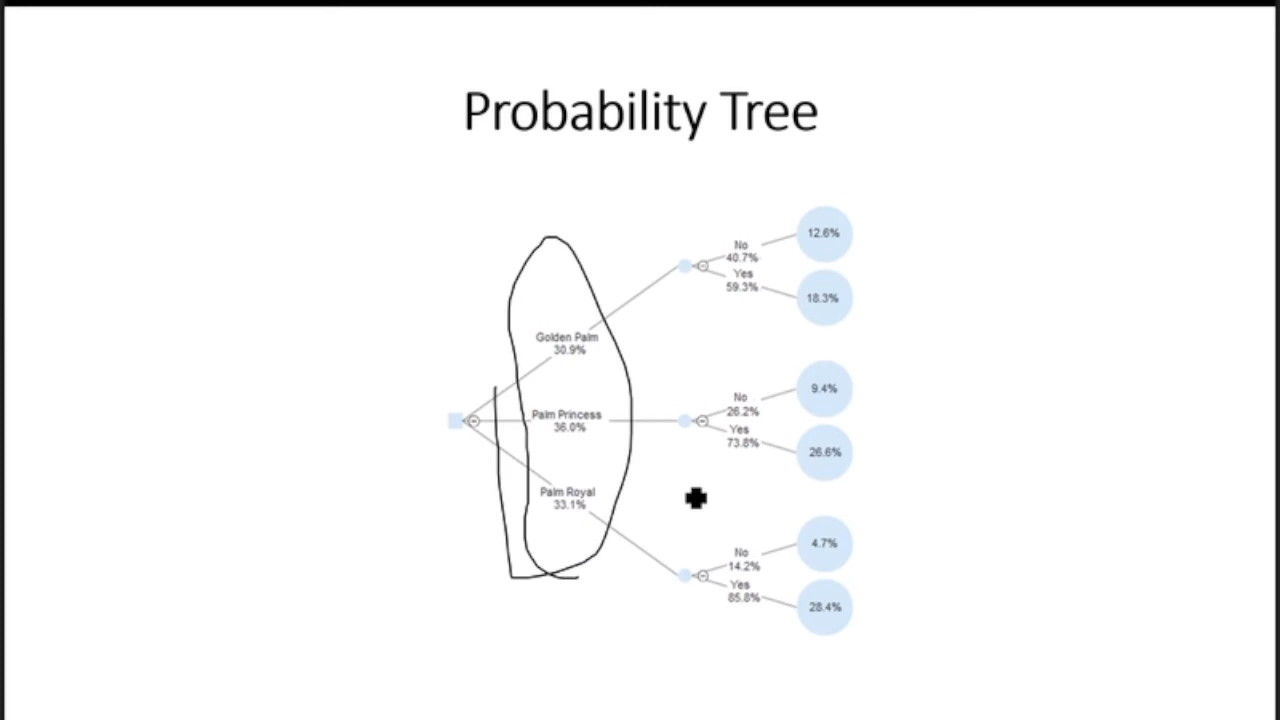 Probability Tree
12.6%
No
40.7%
Yes
59.3%
18.3%
Golden Palm
30.9%
9.4%
No
26.2%
Palm Princess
36.0%
Yes
73.8%
26.6%
Palm Royal
33.1%
4.7%
No
14.2%
Yes
85.8%
28.4%